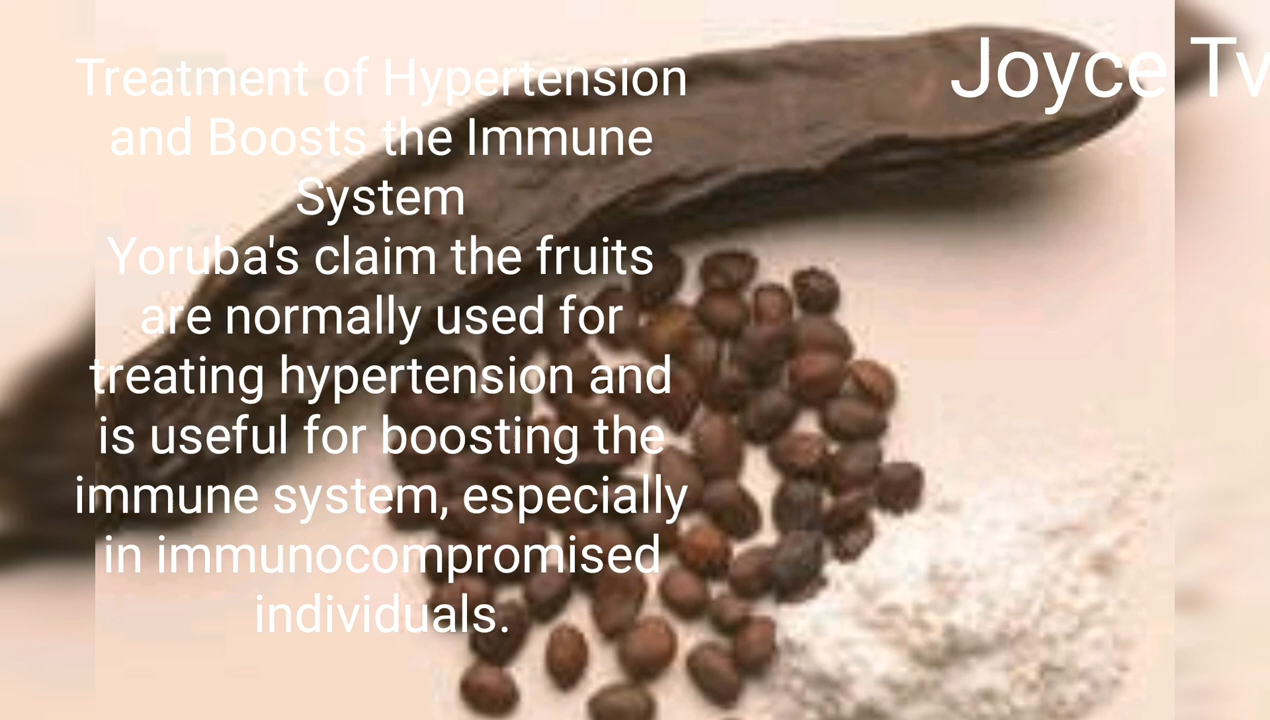 Joyce Tv
Treatment of Hypertension
and Boosts the Immune
System
Yoruba's claim the fruits
are normally used for
treating hypertension and
is useful for boosting the
immune system, especially
in immunocompromised
individuals.